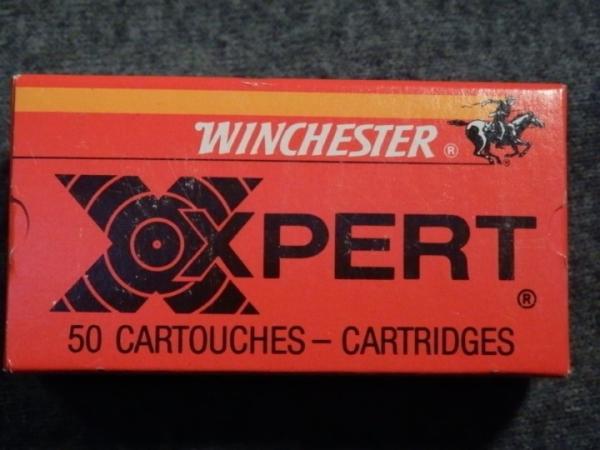 WINCHESTER ®
XPERT ®
50 CARTOUCHES – CARTRIDGES